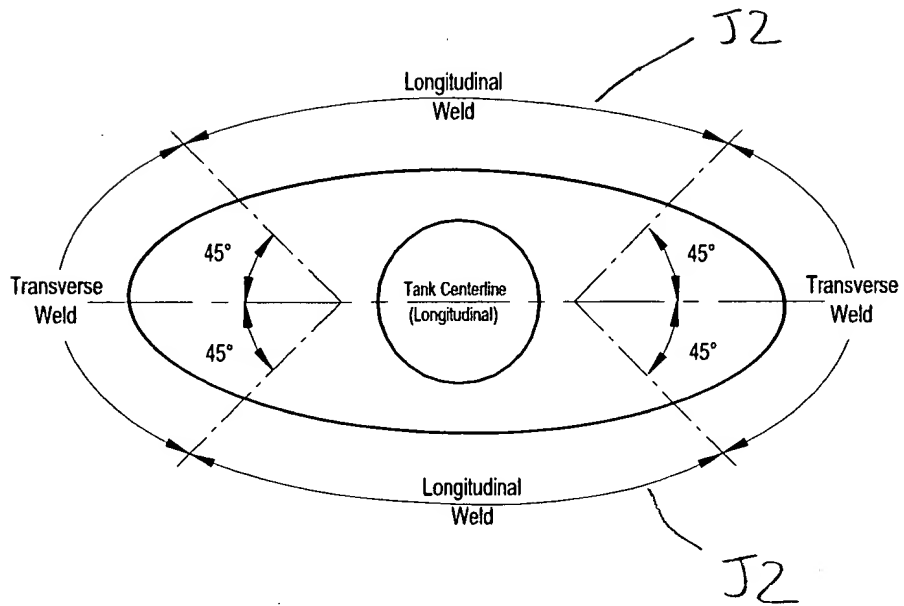 J2
Longitudinal
Weld
45°
45°
Transverse
Weld
Tank Centerline
(Longitudinal)
Transverse
Weld
45°
45°
Longitudinal
Weld
J2